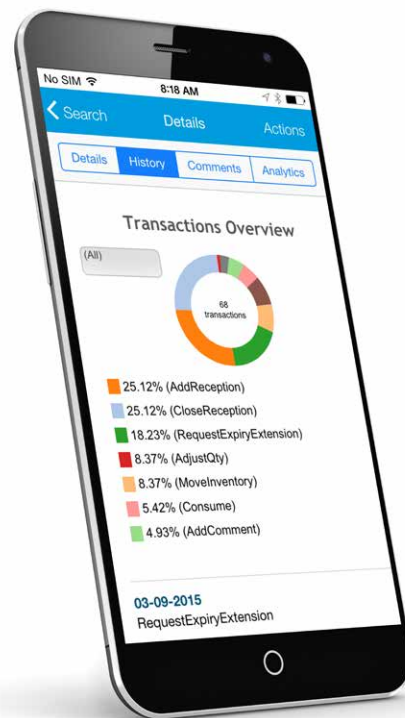 No SIM 8:18 AM
Search Details Actions
Details History Comments Analytics
Transactions Overview
(All)
68
transactions
25.12% (AddReception)
25.12% (CloseReception)
18.23% (RequestExpiryExtension)
8.37% (AdjustQty)
8.37% (MoveInventory)
5.42% (Consume)
4.93% (AddComment)
03-09-2015
RequestExpiryExtension